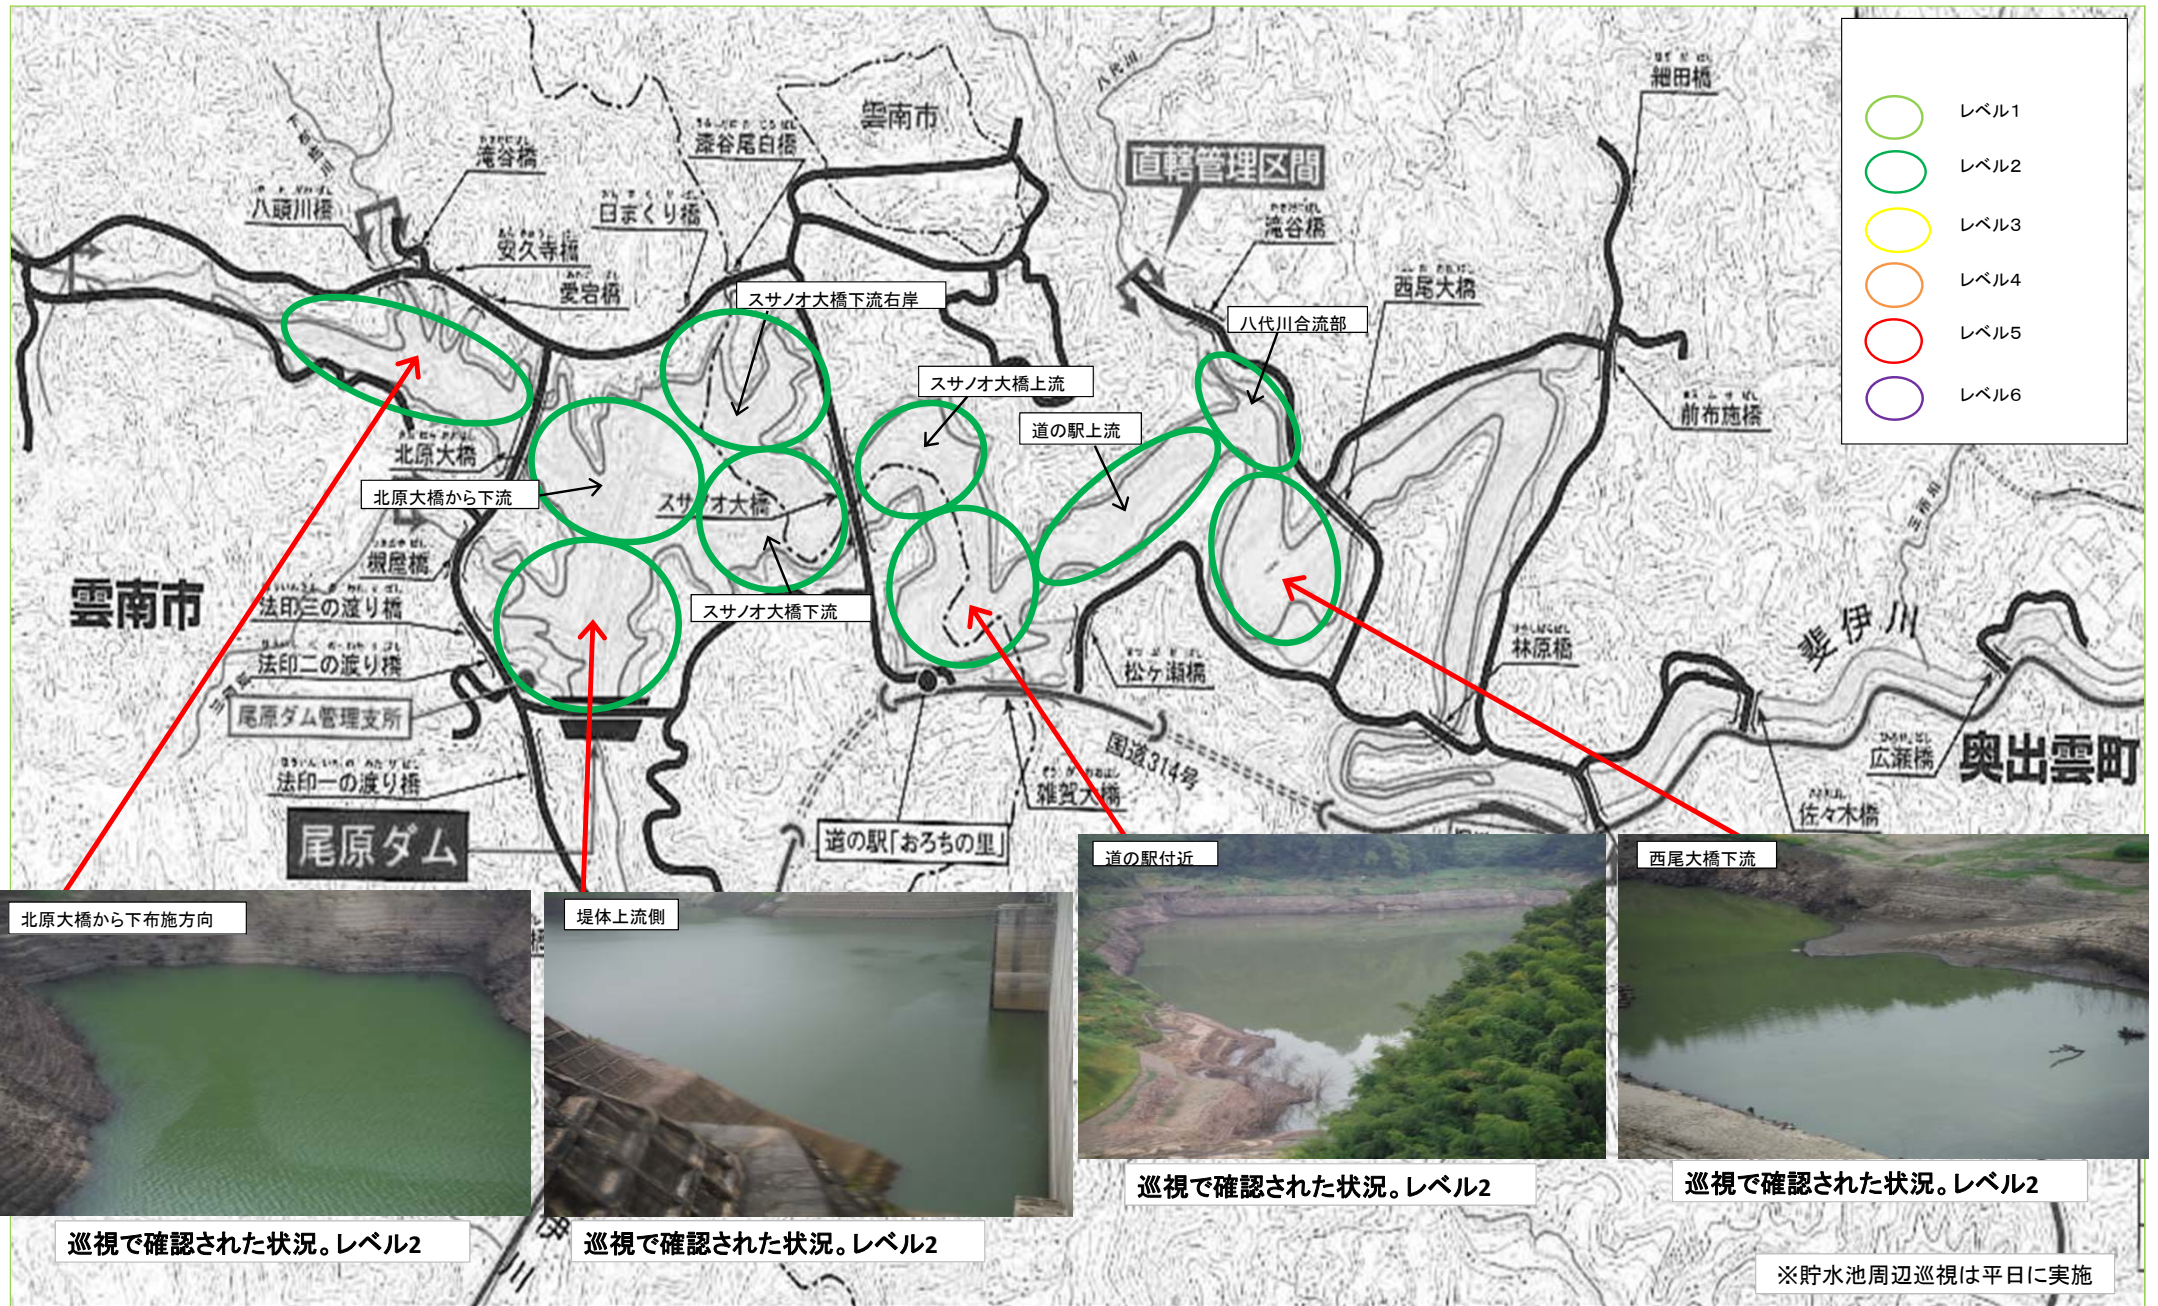 八代川
細田橋
雲南市
漆谷尾白橋
滝谷橋
直轄管理区間
八頭川橋
日まくり橋
滝谷橋
安久寺橋
愛宕橋
西尾大橋
スサノオ大橋下流右岸
八代川合流部
スサノオ大橋上流
道の駅上流
前布施橋
北原大橋
北原大橋から下流
スサノオ大橋
槻屋橋
雲南市
法印三の渡り橋
スサノオ大橋下流
法印二の渡り橋
松ヶ瀬橋
林原橋
斐伊川
尾原ダム管理支所
国道314号
広瀬橋
奥出雲町
法印一の渡り橋
雑賀大橋
佐々木橋
尾原ダム
道の駅「おろちの里」
レベル1
レベル2
レベル3
レベル4
レベル5
レベル6
北原大橋から下布施方向
堤体上流側
道の駅付近
西尾大橋下流
巡視で確認された状況。レベル2
巡視で確認された状況。レベル2
巡視で確認された状況。レベル2
巡視で確認された状況。レベル2
※貯水池周辺巡視は平日に実施